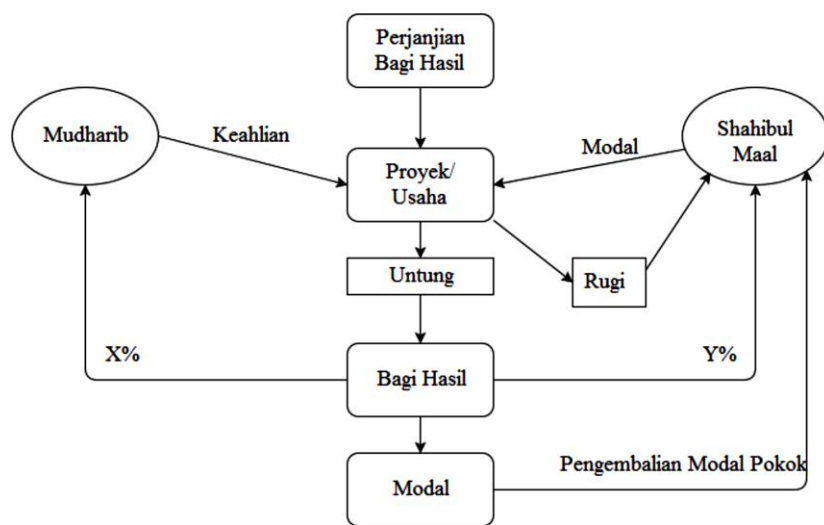 Perjanjian
Bagi Hasil
Mudharib
Keahlian
Modal
Shahibul
Maal
Proyek/
Usaha
Untung
Rugi
X%
Y%
Bagi Hasil
Pengembalian Modal Pokok
Modal